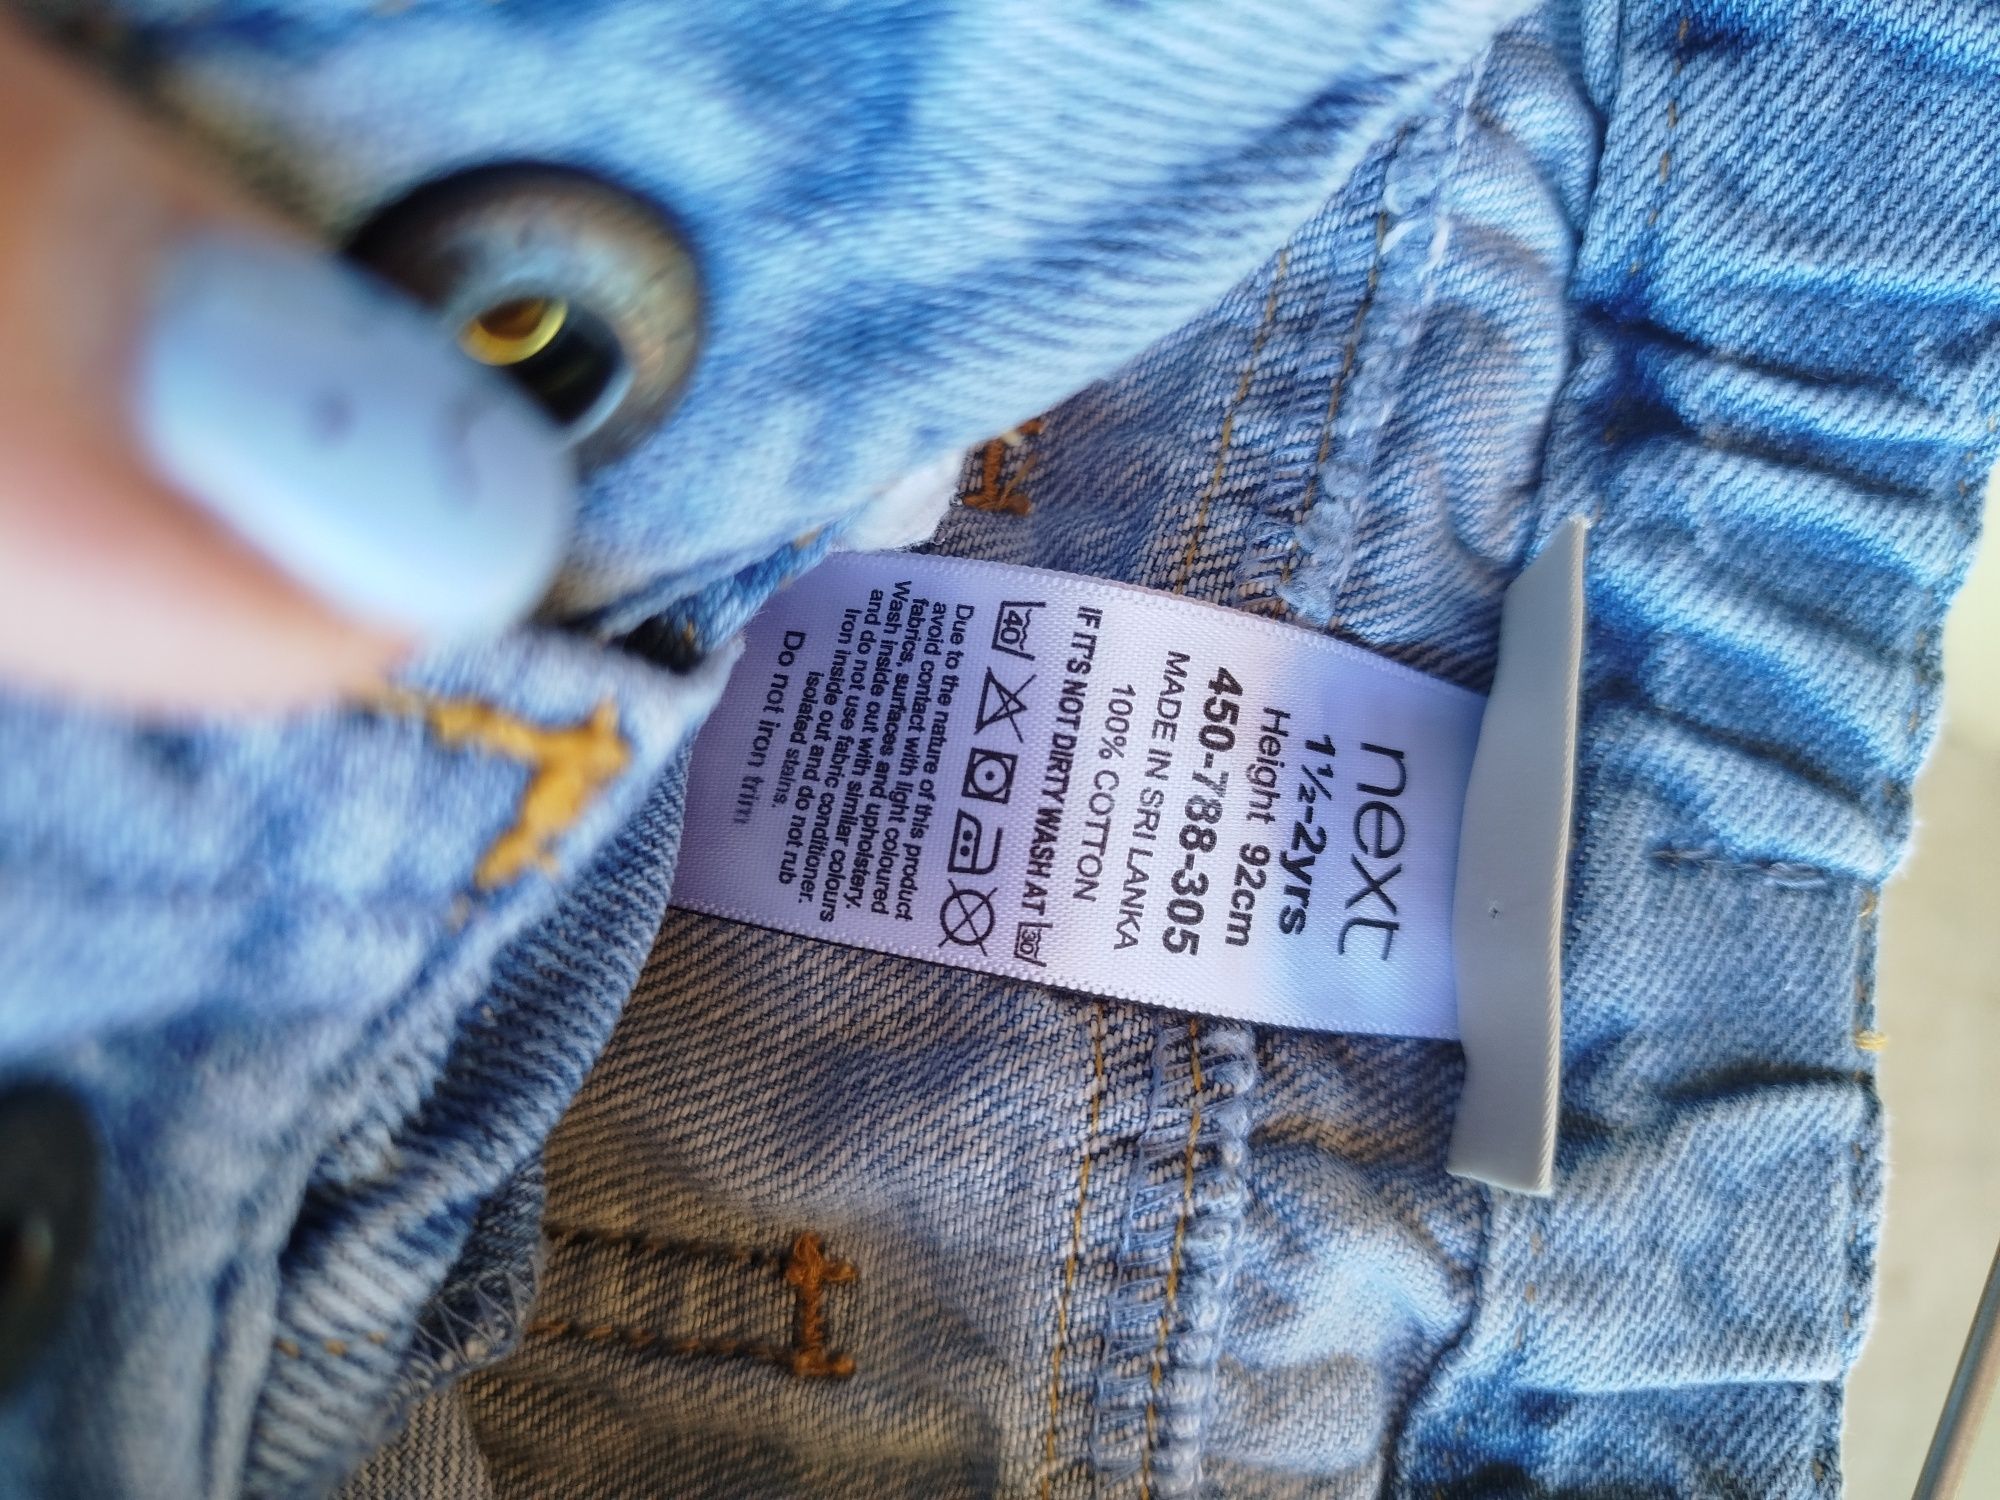 next
1½-2yrs
Height 92cm
450-788-305
MADE IN SRI LANKA
100% COTTON
IF IT'S NOT DIRTY WASH AT 30
40
Due to the nature of this product
avoid contact with light coloured
fabrics, surfaces and upholstery.
Wash inside out with similar colours
and do not use fabric conditioner.
Iron inside out and do not rub
isolated stains.
Do not iron trim